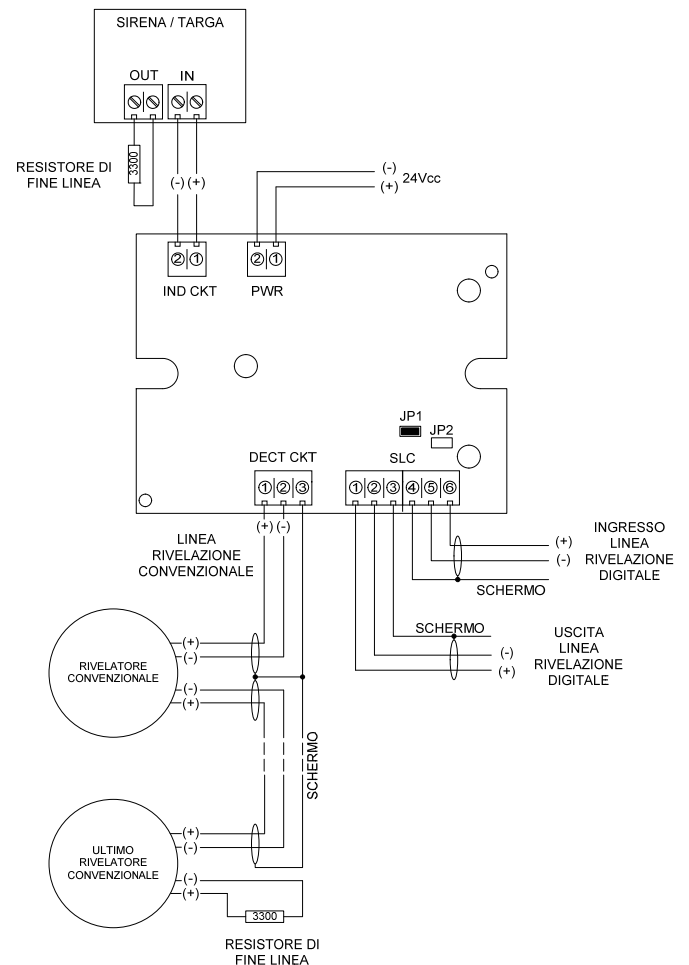 SIRENA / TARGA
OUT IN
3300
RESISTORE DI
FINE LINEA
(-) (+)
(-)
(+)
24Vcc
2 1
2 1
IND CKT
PWR
JP1
JP2
DECT CKT
SLC
1 2 3
1 2 3 4 5 6
(+) (-)
LINEA
RIVELAZIONE
CONVENZIONALE
INGRESSO
LINEA
RIVELAZIONE
DIGITALE
(+)
(-)
SCHERMO
SCHERMO
(-)
(+)
USCITA
LINEA
RIVELAZIONE
DIGITALE
RIVELATORE
CONVENZIONALE
(+)
(-)
(-)
(+)
SCHERMO
ULTIMO
RIVELATORE
CONVENZIONALE
(+)
(-)
(-)
(+)
3300
RESISTORE DI
FINE LINEA